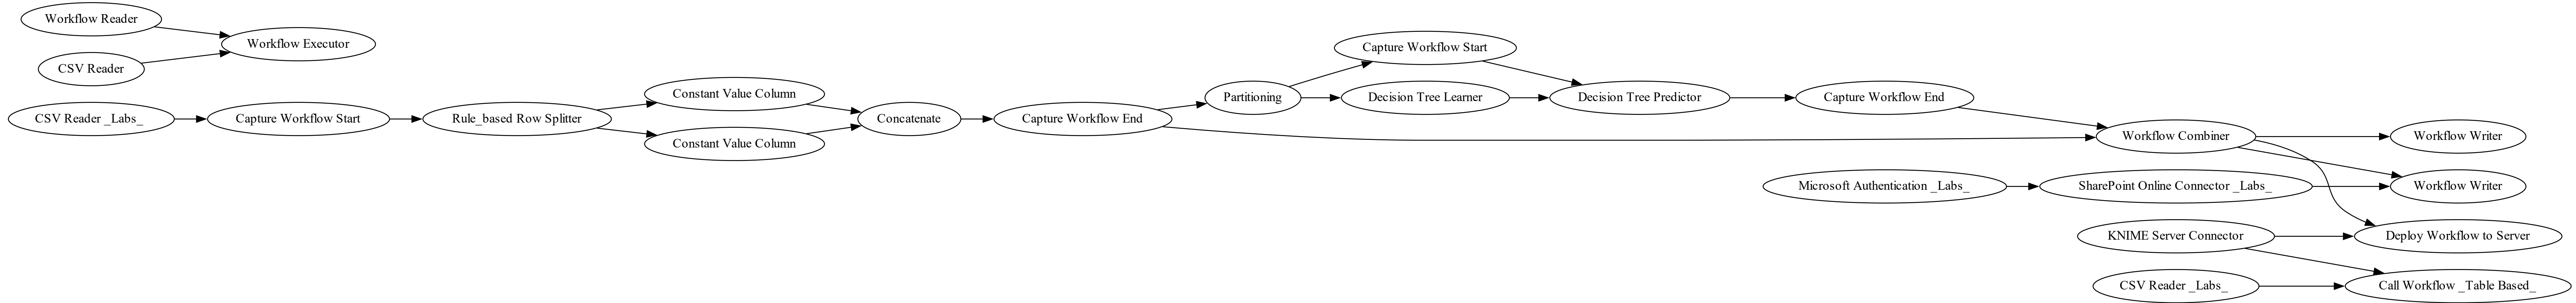 Workflow Reader
CSV Reader
Workflow Executor
CSV Reader _Labs_
Capture Workflow Start
Rule_based Row Splitter
Constant Value Column
Constant Value Column
Concatenate
Capture Workflow End
Partitioning
Capture Workflow Start
Decision Tree Learner
Decision Tree Predictor
Capture Workflow End
Workflow Combiner
Workflow Writer
Microsoft Authentication _Labs_
SharePoint Online Connector _Labs_
Workflow Writer
KNIME Server Connector
Deploy Workflow to Server
CSV Reader _Labs_
Call Workflow _Table Based_